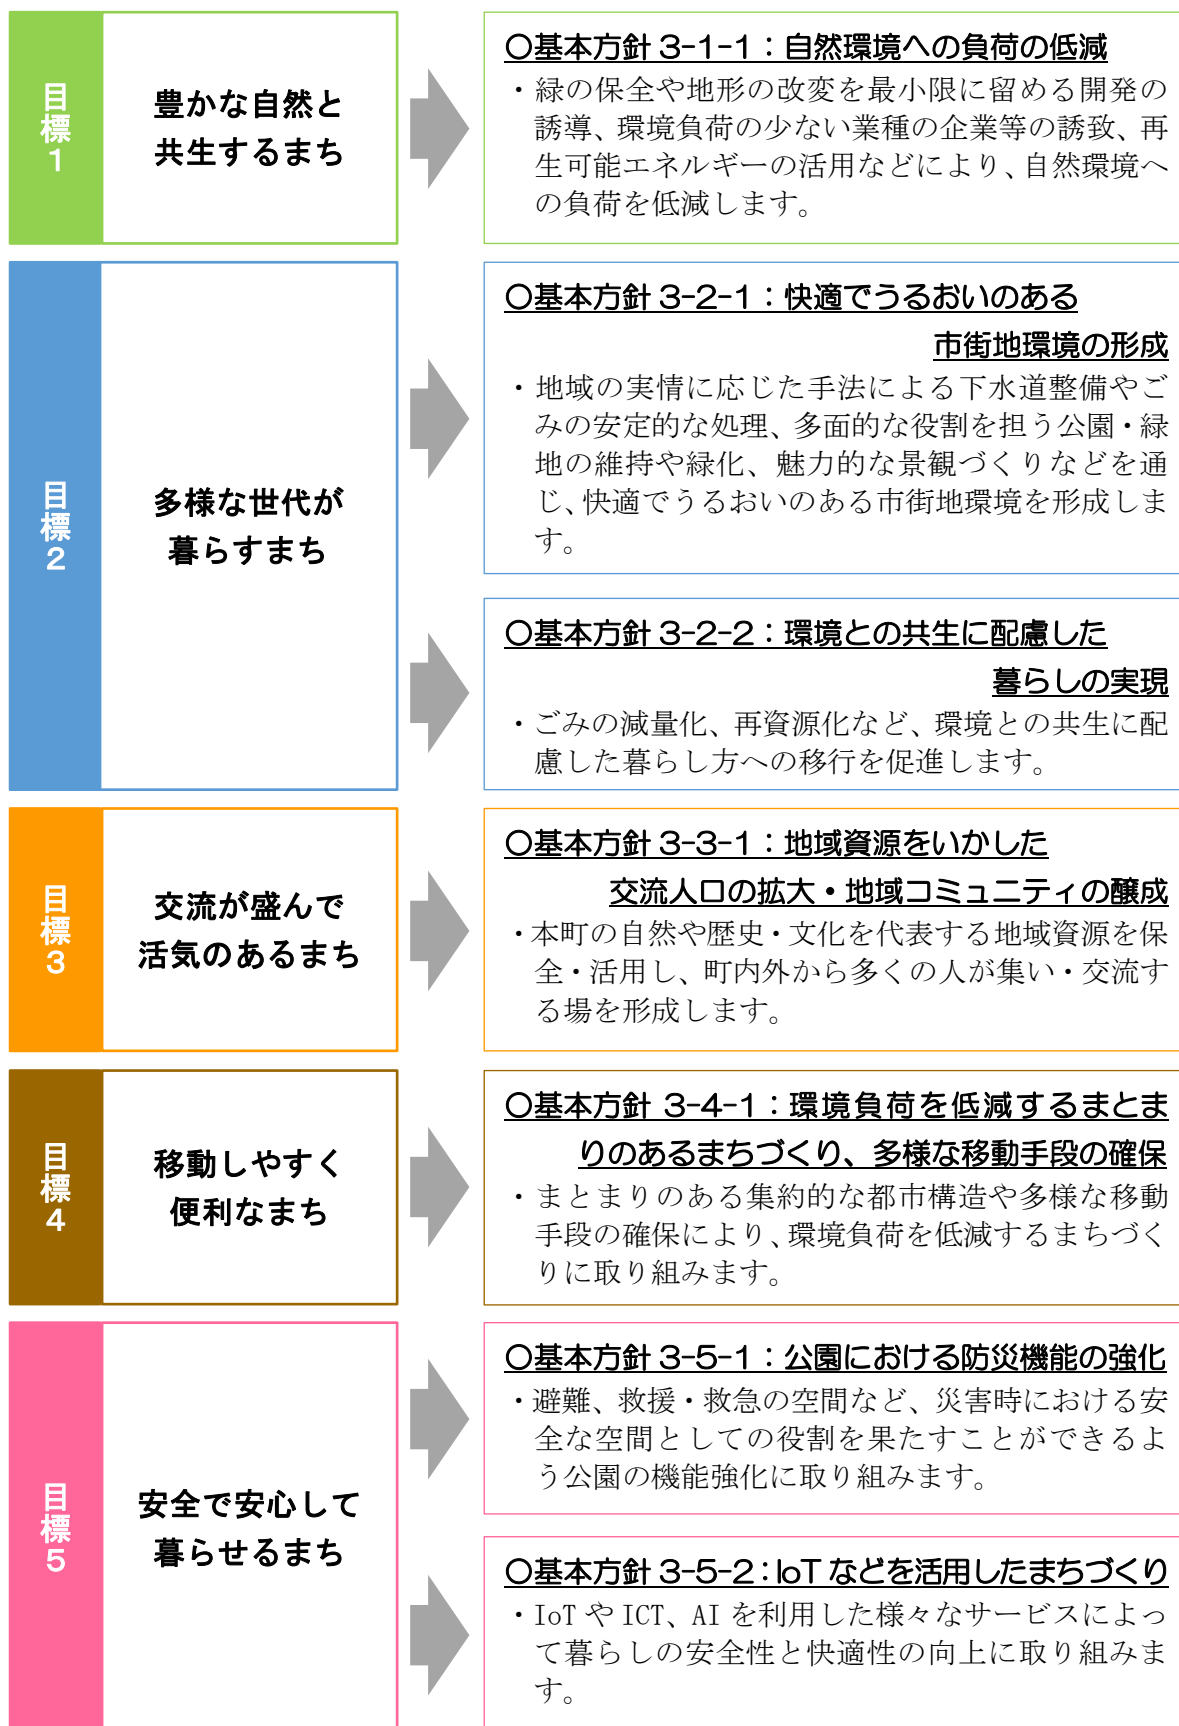 目標1
豊かな自然と
共生するまち
〇基本方針 3-1-1：自然環境への負荷の低減
・緑の保全や地形の改変を最小限に留める開発の
誘導、環境負荷の少ない業種の企業等の誘致、再
生可能エネルギーの活用などにより、自然環境へ
の負荷を低減します。
目標2
多様な世代が
暮らすまち
〇基本方針 3-2-1：快適でうるおいのある
市街地環境の形成
・地域の実情に応じた手法による下水道整備やご
みの安定的な処理、多面的な役割を担う公園・緑
地の維持や緑化、魅力的な景観づくりなどを通
じ、快適でうるおいのある市街地環境を形成しま
す。
〇基本方針 3-2-2：環境との共生に配慮した
暮らしの実現
・ごみの減量化、再資源化など、環境との共生に配
慮した暮らし方への移行を促進します。
目標3
交流が盛んで
活気のあるまち
〇基本方針 3-3-1：地域資源をいかした
交流人口の拡大・地域コミュニティの醸成
・本町の自然や歴史・文化を代表する地域資源を保
全・活用し、町内外から多くの人が集い・交流す
る場を形成します。
目標4
移動しやすく
便利なまち
〇基本方針 3-4-1：環境負荷を低減するまとま
りのあるまちづくり、多様な移動手段の確保
・まとまりのある集約的な都市構造や多様な移動
手段の確保により、環境負荷を低減するまちづく
りに取り組みます。
目標5
安全で安心して
暮らせるまち
〇基本方針 3-5-1：公園における防災機能の強化
・避難、救援・救急の空間など、災害時における安
全な空間としての役割を果たすことができるよ
う公園の機能強化に取り組みます。
〇基本方針 3-5-2：IoT などを活用したまちづくり
・IoT や ICT、AI を利用した様々なサービスによっ
て暮らしの安全性と快適性の向上に取り組みま
す。